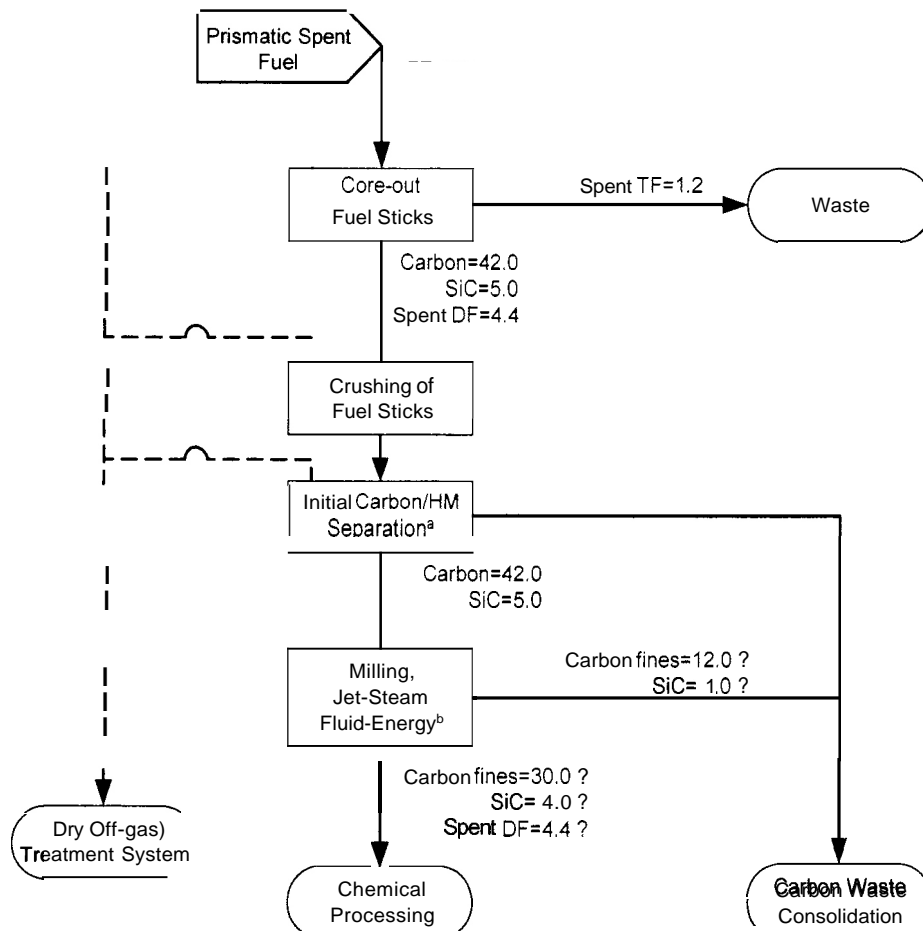 Prismatic Spent
Fuel
Core-out
Fuel Sticks
Spent TF=1.2
Waste
Carbon=42.0
SiC=5.0
Spent DF=4.4
Crushing of
Fuel Sticks
Initial Carbon/HM
Separationᵃ
Carbon=42.0
SiC=5.0
Milling,
Jet-Steam
Fluid-Energyᵇ
Carbon fines=12.0 ?
SiC= 1.0 ?
Carbon fines=30.0 ?
SiC= 4.0 ?
Spent DF=4.4 ?
Dry Off-gas)
Treatment System
Chemical
Processing
Carbon Waste
Consolidation